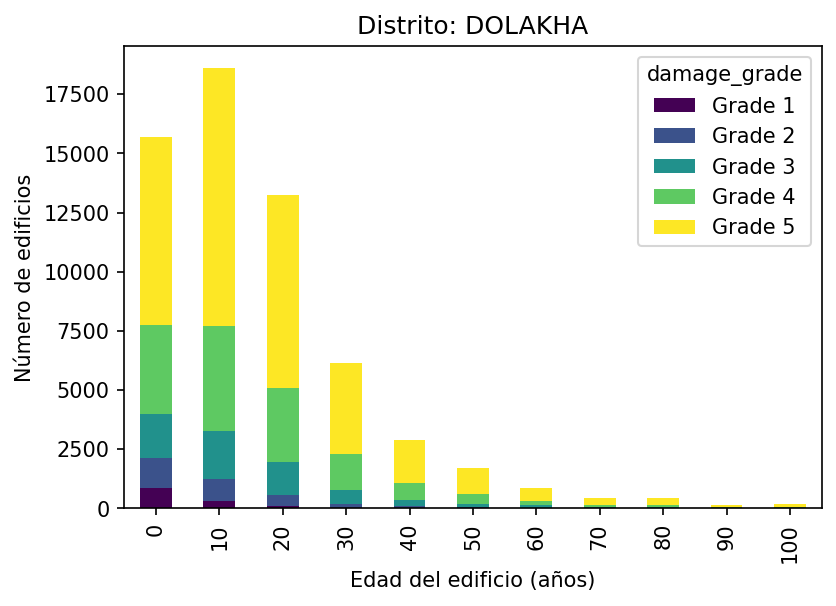 Distrito: DOLAKHA
damage_grade
Grade 1
Grade 2
Grade 3
Grade 4
Grade 5
Número de edificios
17500
15000
12500
10000
7500
5000
2500
0
0 10 20 30 40 50 60 70 80 90 100
Edad del edificio (años)